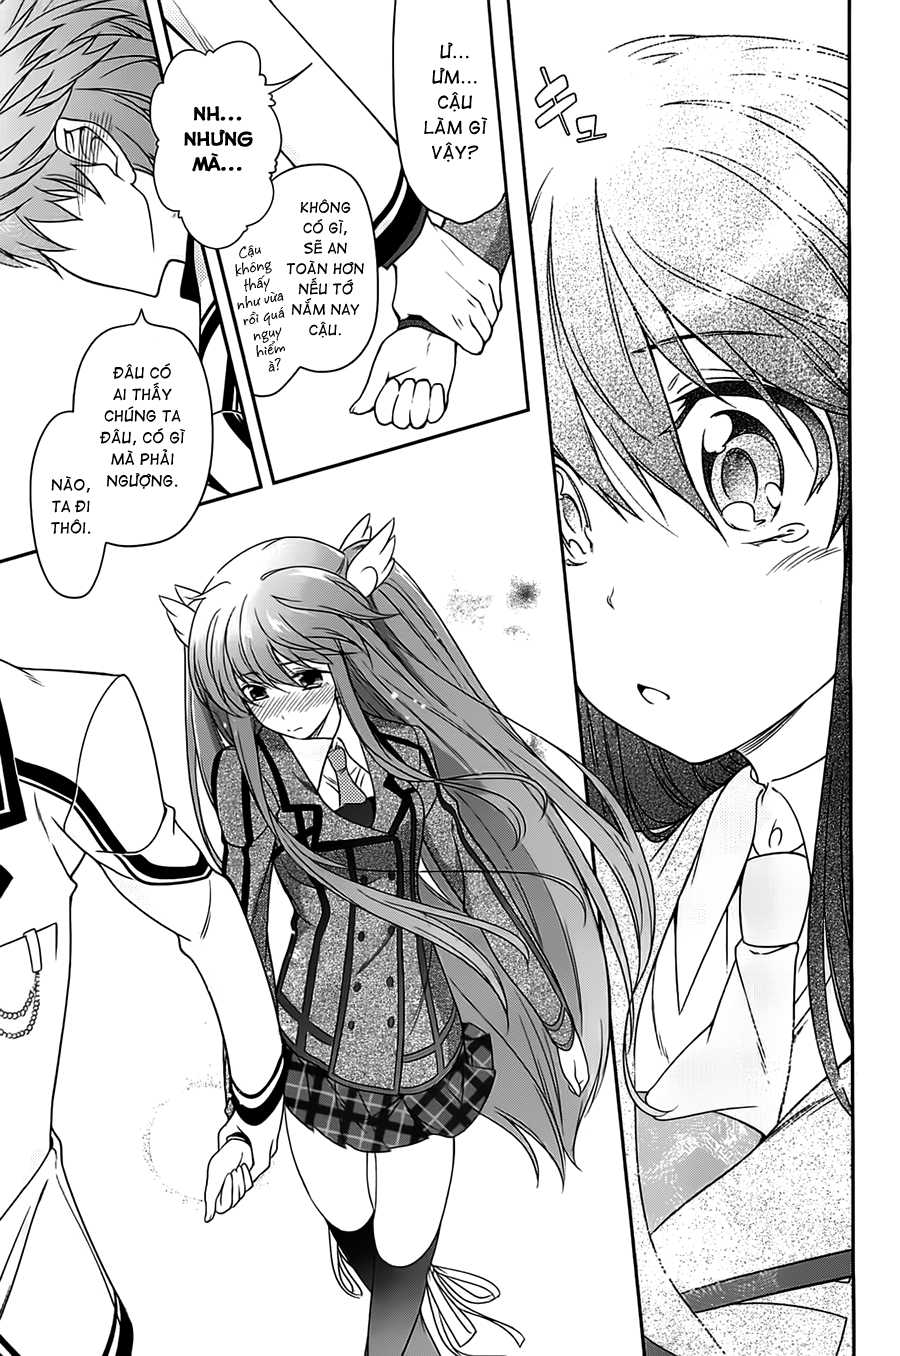 キュ
Ư...
ƯM...
CẬU
LÀM GÌ
VẬY?
KHÔNG
CÓ GÌ,
SẼ AN
TOÀN HƠN
NẾU TỚ
NẮM NAY
CẬU.
Cậu
không
thấy
như vừa
rồi quá
nguy
hiểm
à?
NH...
NHƯNG
MÀ...
ĐÂU CÓ
AI THẤY
CHÚNG TA
ĐÂU, CÓ GÌ
MÀ PHẢI
NGƯỢNG.
NÀO,
TA ĐI
THÔI.